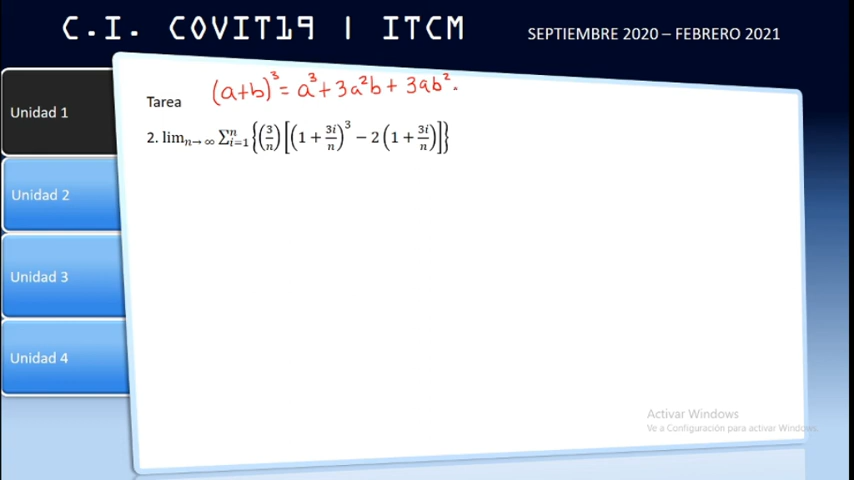 C.I. COVIT19 | ITCM
SEPTIEMBRE 2020 – FEBRERO 2021
Unidad 1
Unidad 2
Unidad 3
Unidad 4
Tarea
(a+b)³ = a³ + 3a²b + 3ab².
2. lim_{n→∞} Σ_{i=1}^{n} {(3/n)[(1 + 3i/n)³ − 2(1 + 3i/n)]}
Activar Windows
Ve a Configuración para activar Windows.